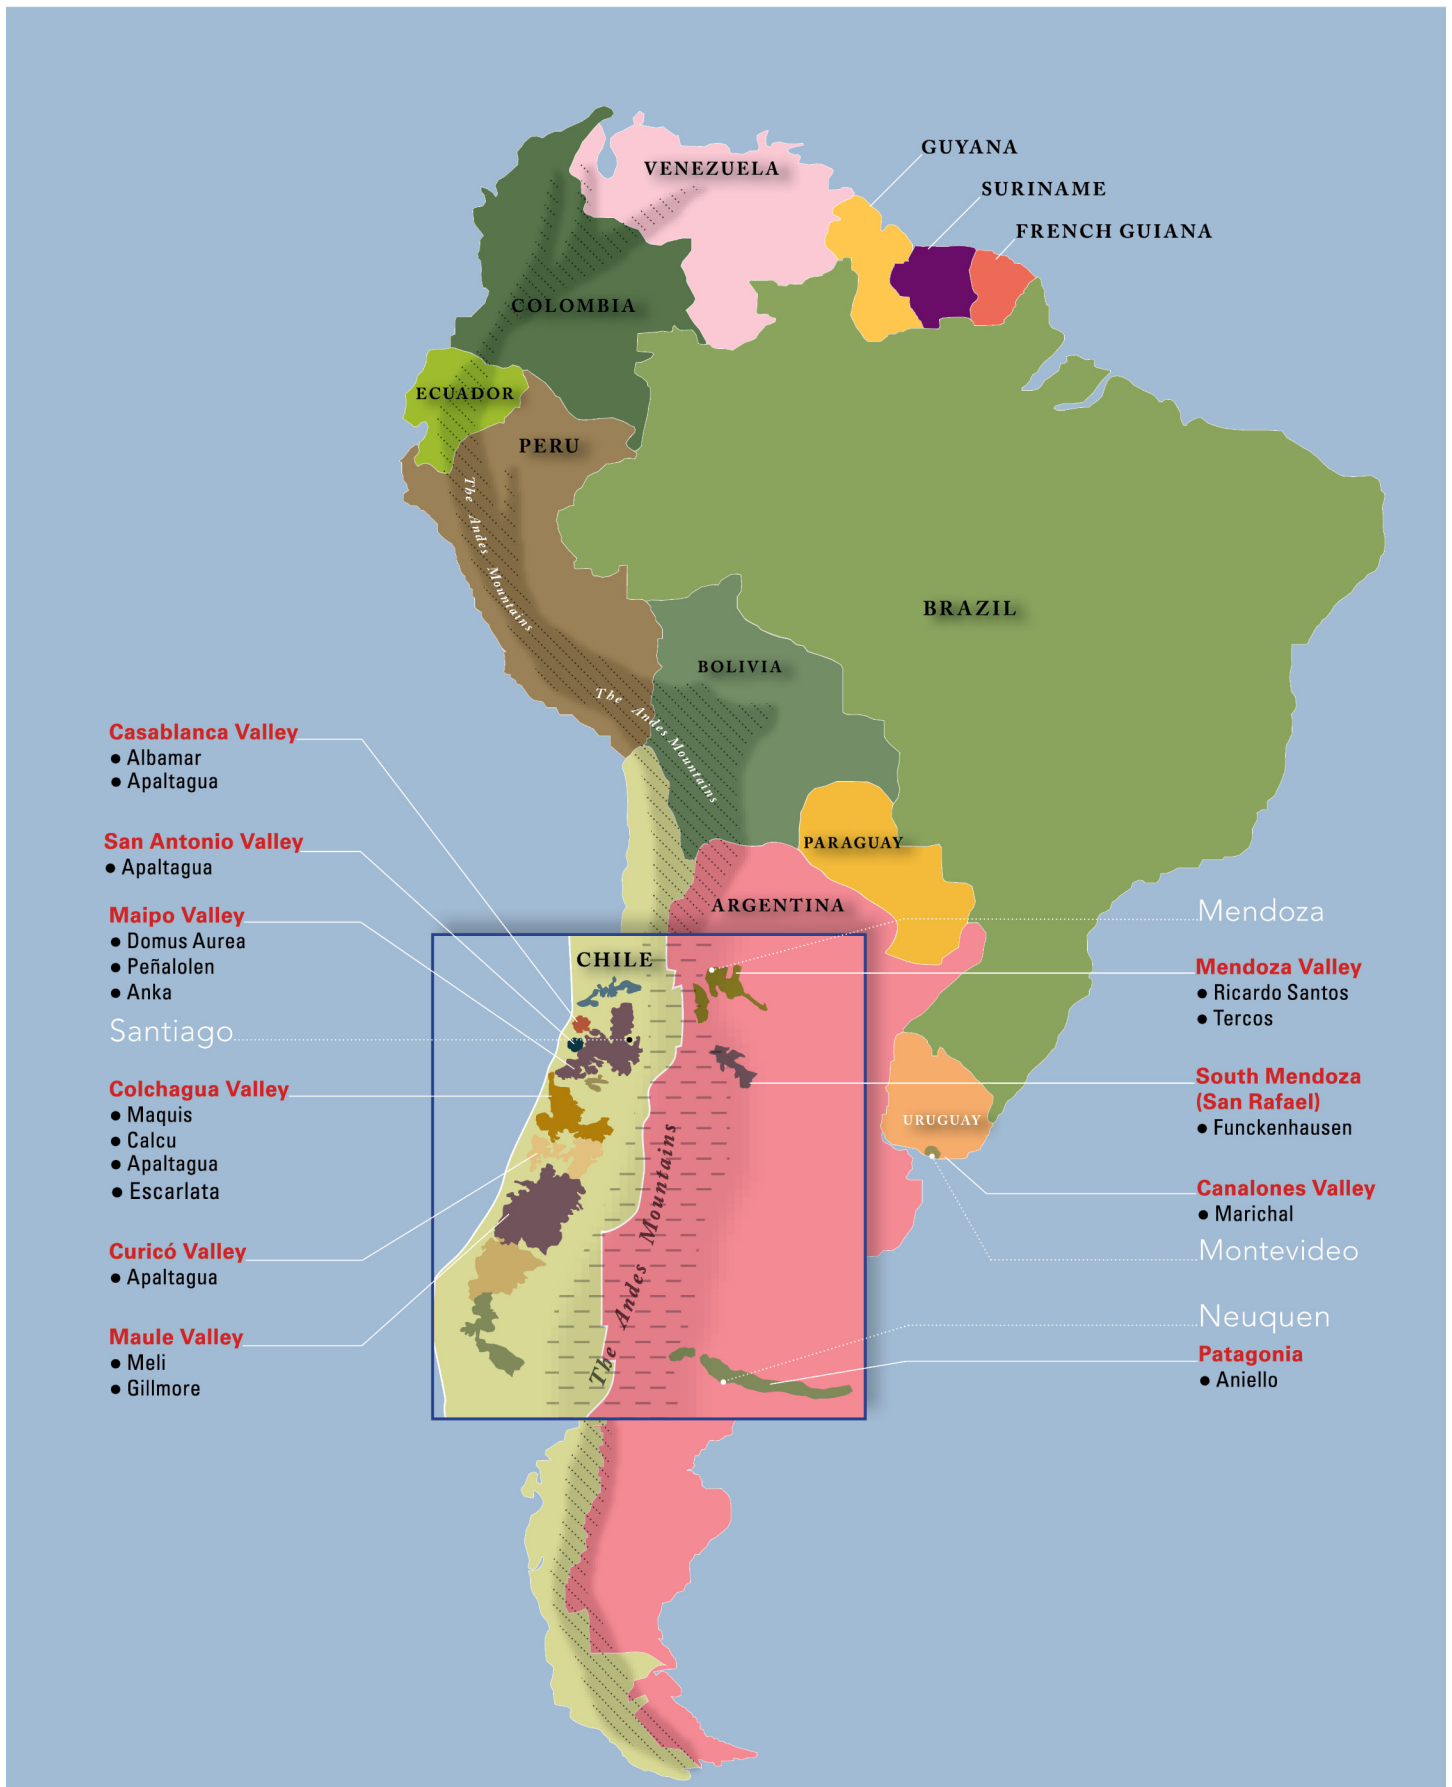 GUYANA
VENEZUELA
SURINAME
FRENCH GUIANA
COLOMBIA
ECUADOR
PERU
The Andes Mountains
BRAZIL
BOLIVIA
The Andes Mountains
Casablanca Valley
● Albamar
● Apaltagua
San Antonio Valley
● Apaltagua
Maipo Valley
● Domus Aurea
● Peñalolen
● Anka
Santiago
Colchagua Valley
● Maquis
● Calcu
● Apaltagua
● Escarlata
Curicó Valley
● Apaltagua
Maule Valley
● Meli
● Gillmore
PARAGUAY
ARGENTINA
CHILE
The Andes Mountains
URUGUAY
Mendoza
Mendoza Valley
● Ricardo Santos
● Tercos
South Mendoza
(San Rafael)
● Funckenhausen
Canalones Valley
● Marichal
Montevideo
Neuquen
Patagonia
● Aniello